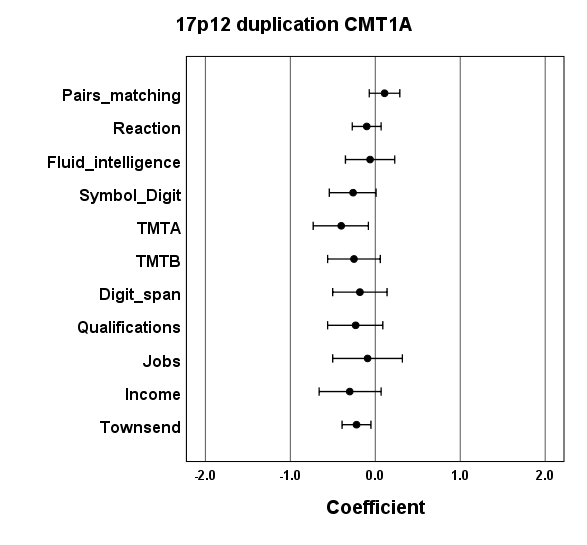 17p12 duplication CMT1A
Pairs_matching
Reaction
Fluid_intelligence
Symbol_Digit
TMTA
TMTB
Digit_span
Qualifications
Jobs
Income
Townsend
-2.0 -1.0 0.0 1.0 2.0
Coefficient